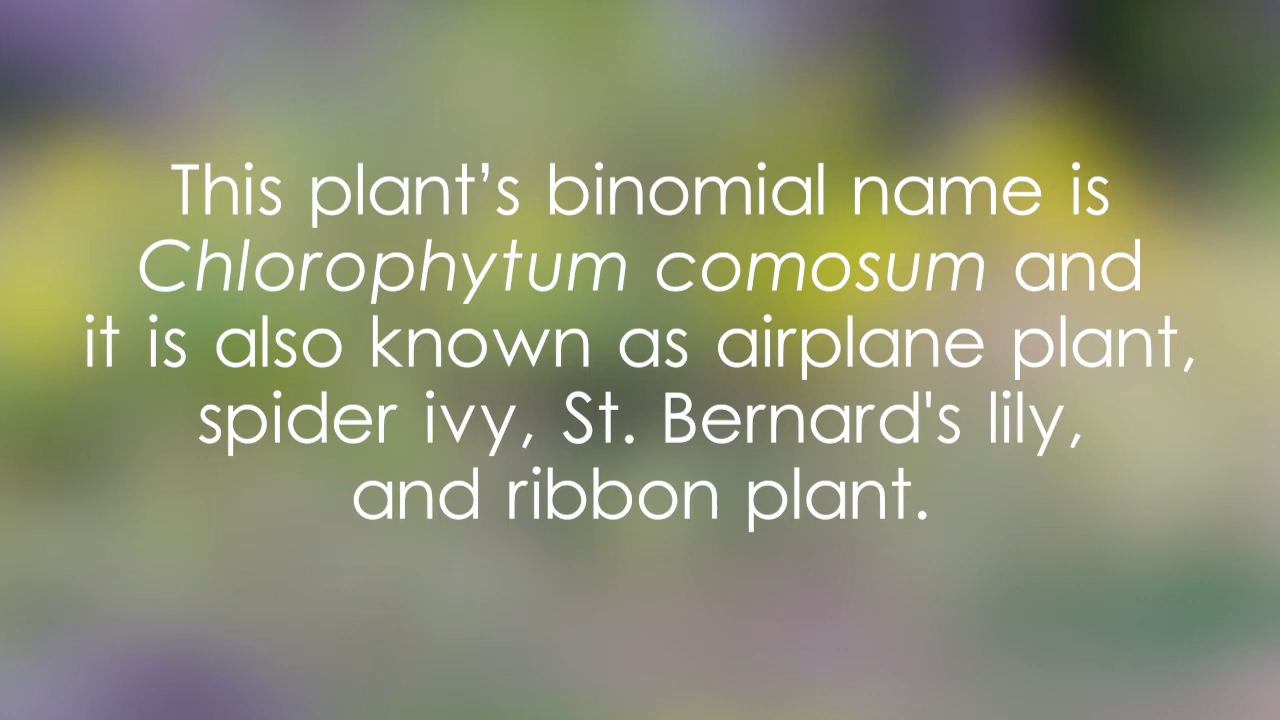 This plant’s binomial name is
Chlorophytum comosum and
it is also known as airplane plant,
spider ivy, St. Bernard's lily,
and ribbon plant.